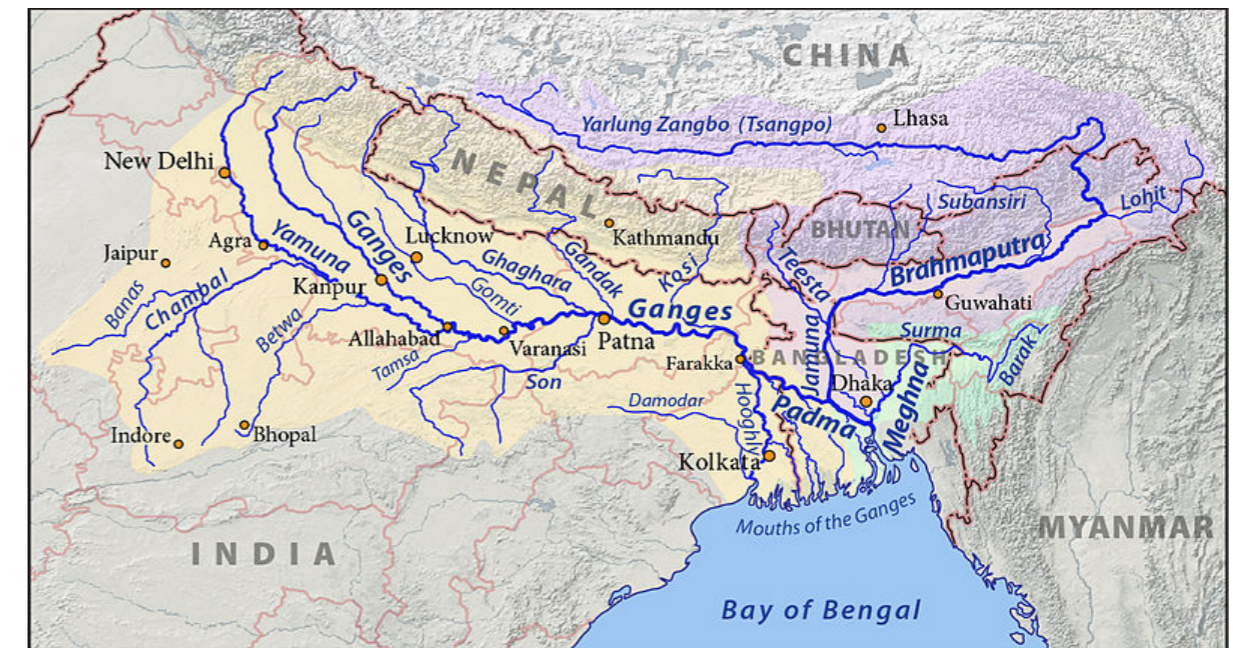 CHINA
Yarlung Zangbo (Tsangpo)
Lhasa
New Delhi
NEPAL
Lohit
Subansiri
BHUTAN
Kathmandu
Ganges
Yamuna
Agra
Lucknow
Jaipur
Ghaghara
Gandak
Kosi
Teesta
Brahmaputra
Guwahati
Kanpur
Gomti
Banas
Chambal
Betwa
Ganges
Allahabad
Varanasi
Patna
Surma
Barak
BANGLADESH
Jamuna
Farakka
Tamsa
Son
Dhaka
Meghna
Padma
Hooghly
Damodar
Indore
Bhopal
Kolkata
Mouths of the Ganges
INDIA
MYANMAR
Bay of Bengal